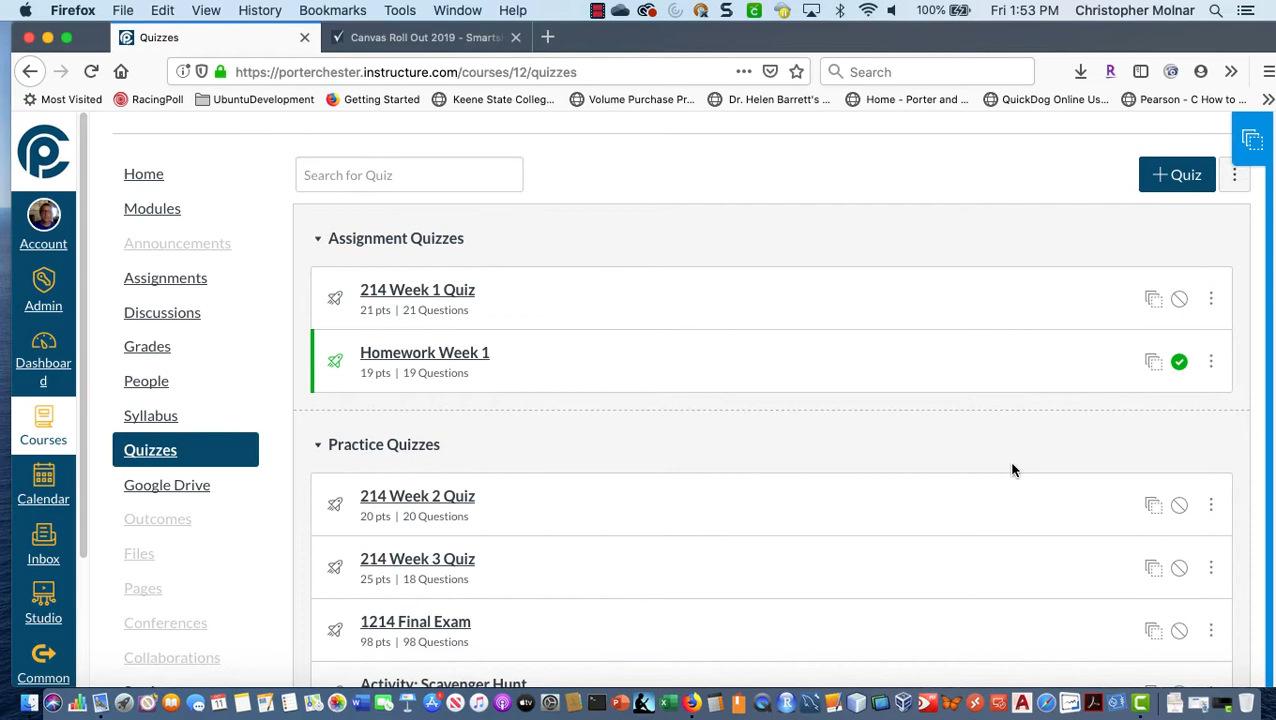 Firefox File Edit View History Bookmarks Tools Window Help 100% Fri 1:53 PM Christopher Molnar
Quizzes Canvas Roll Out 2019 - Smarts
https://porterchester.instructure.com/courses/12/quizzes Search
Most Visited RacingPoll UbuntuDevelopment Getting Started Keene State Colleg... Volume Purchase Pr... Dr. Helen Barrett's ... Home - Porter and ... QuickDog Online Us... Pearson - C How to ...
Account
Admin
Dashboar
d
Courses
Calendar
Inbox
Studio
Common
Home
Modules
Announcements
Assignments
Discussions
Grades
People
Syllabus
Quizzes
Google Drive
Outcomes
Files
Pages
Conferences
Collaborations
Search for Quiz
+ Quiz
Assignment Quizzes
214 Week 1 Quiz
21 pts | 21 Questions
Homework Week 1
19 pts | 19 Questions
Practice Quizzes
214 Week 2 Quiz
20 pts | 20 Questions
214 Week 3 Quiz
25 pts | 18 Questions
1214 Final Exam
98 pts | 98 Questions
Activity: Scavenger Hunt